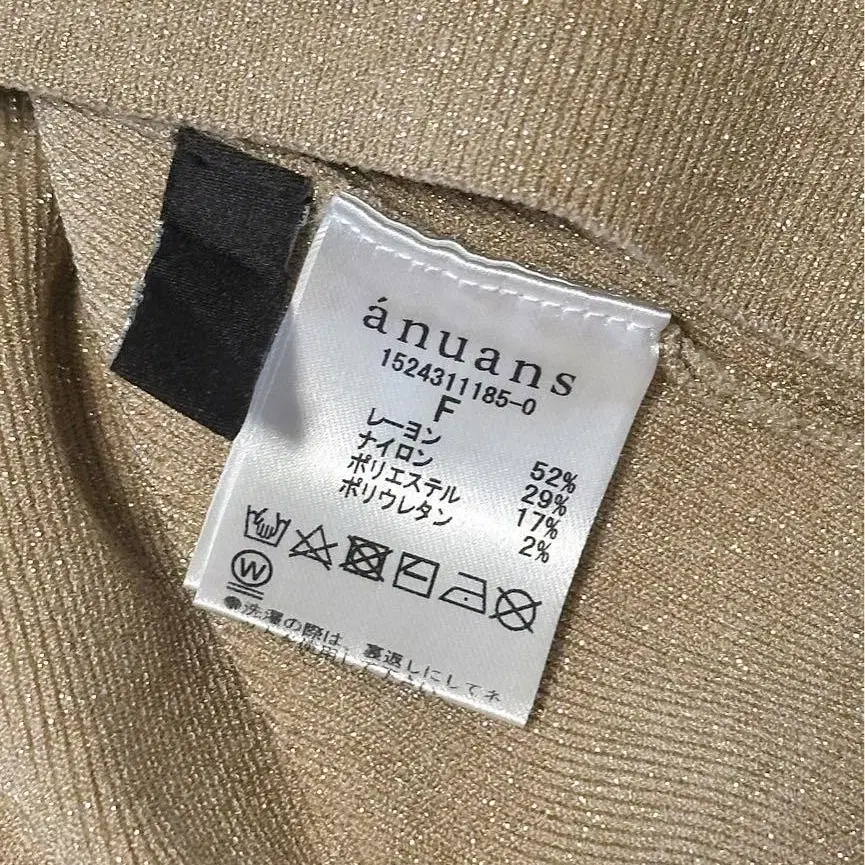 ánuans
1524311185-0
F
レーヨン 52%
ナイロン 29%
ポリエステル 17%
ポリウレタン 2%
W
●洗濯の際は、裏返しにしてネ